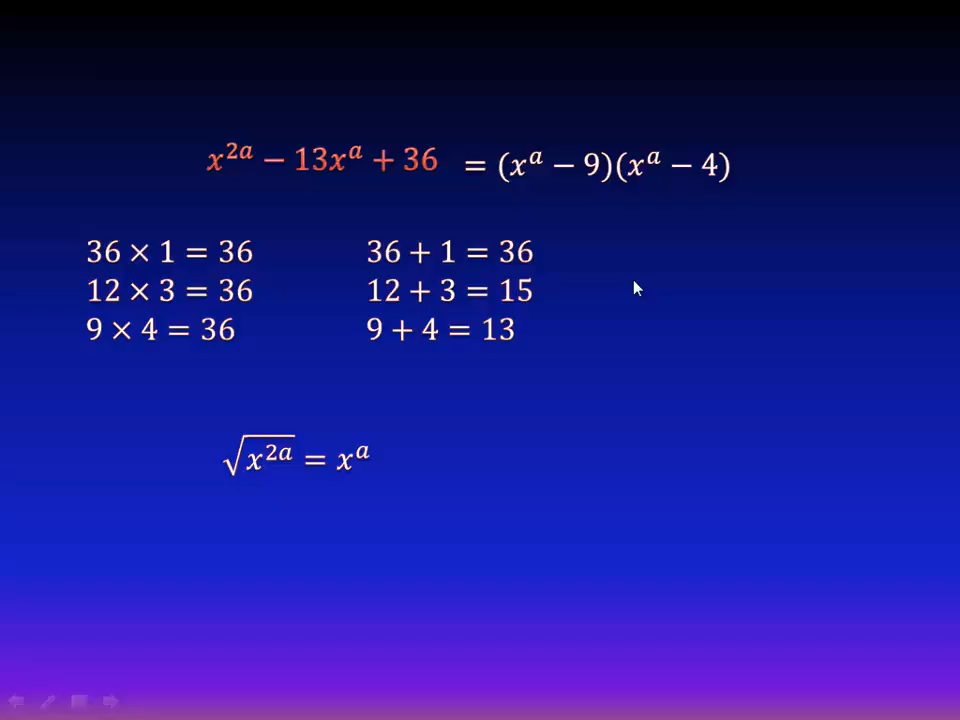 x^{2a} − 13x^a + 36 = (x^a − 9)(x^a − 4)
36 × 1 = 36 36 + 1 = 36
12 × 3 = 36 12 + 3 = 15
9 × 4 = 36 9 + 4 = 13
√(x^{2a}) = x^a